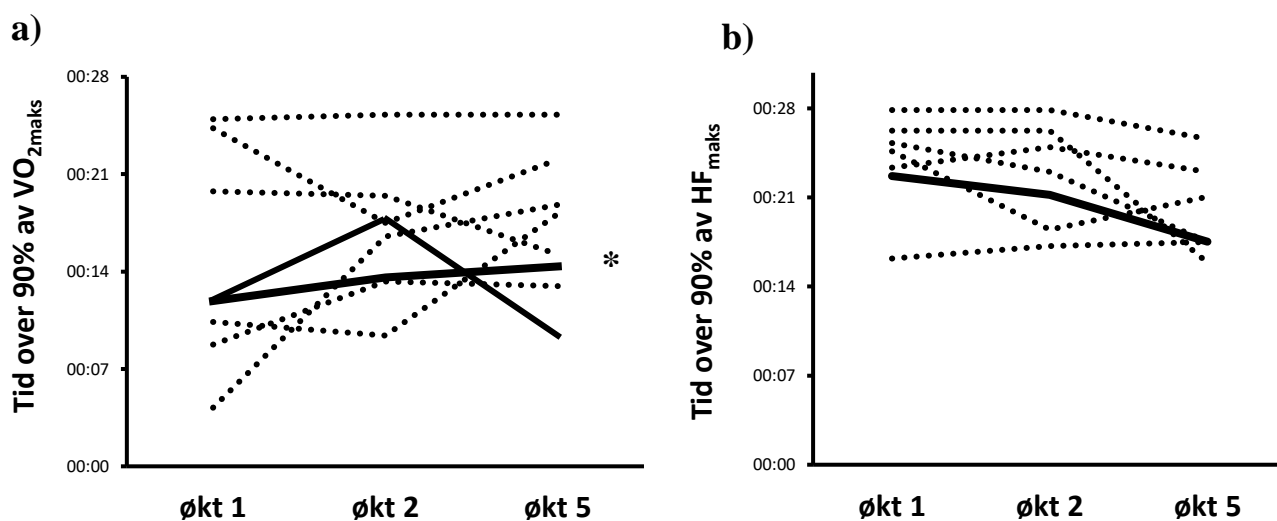 a)
Tid over 90% av VO2maks
00:28
00:21
00:14
00:07
00:00
*
økt 1 økt 2 økt 5
b)
Tid over 90% av HFmaks
00:28
00:21
00:14
00:07
00:00
økt 1 økt 2 økt 5